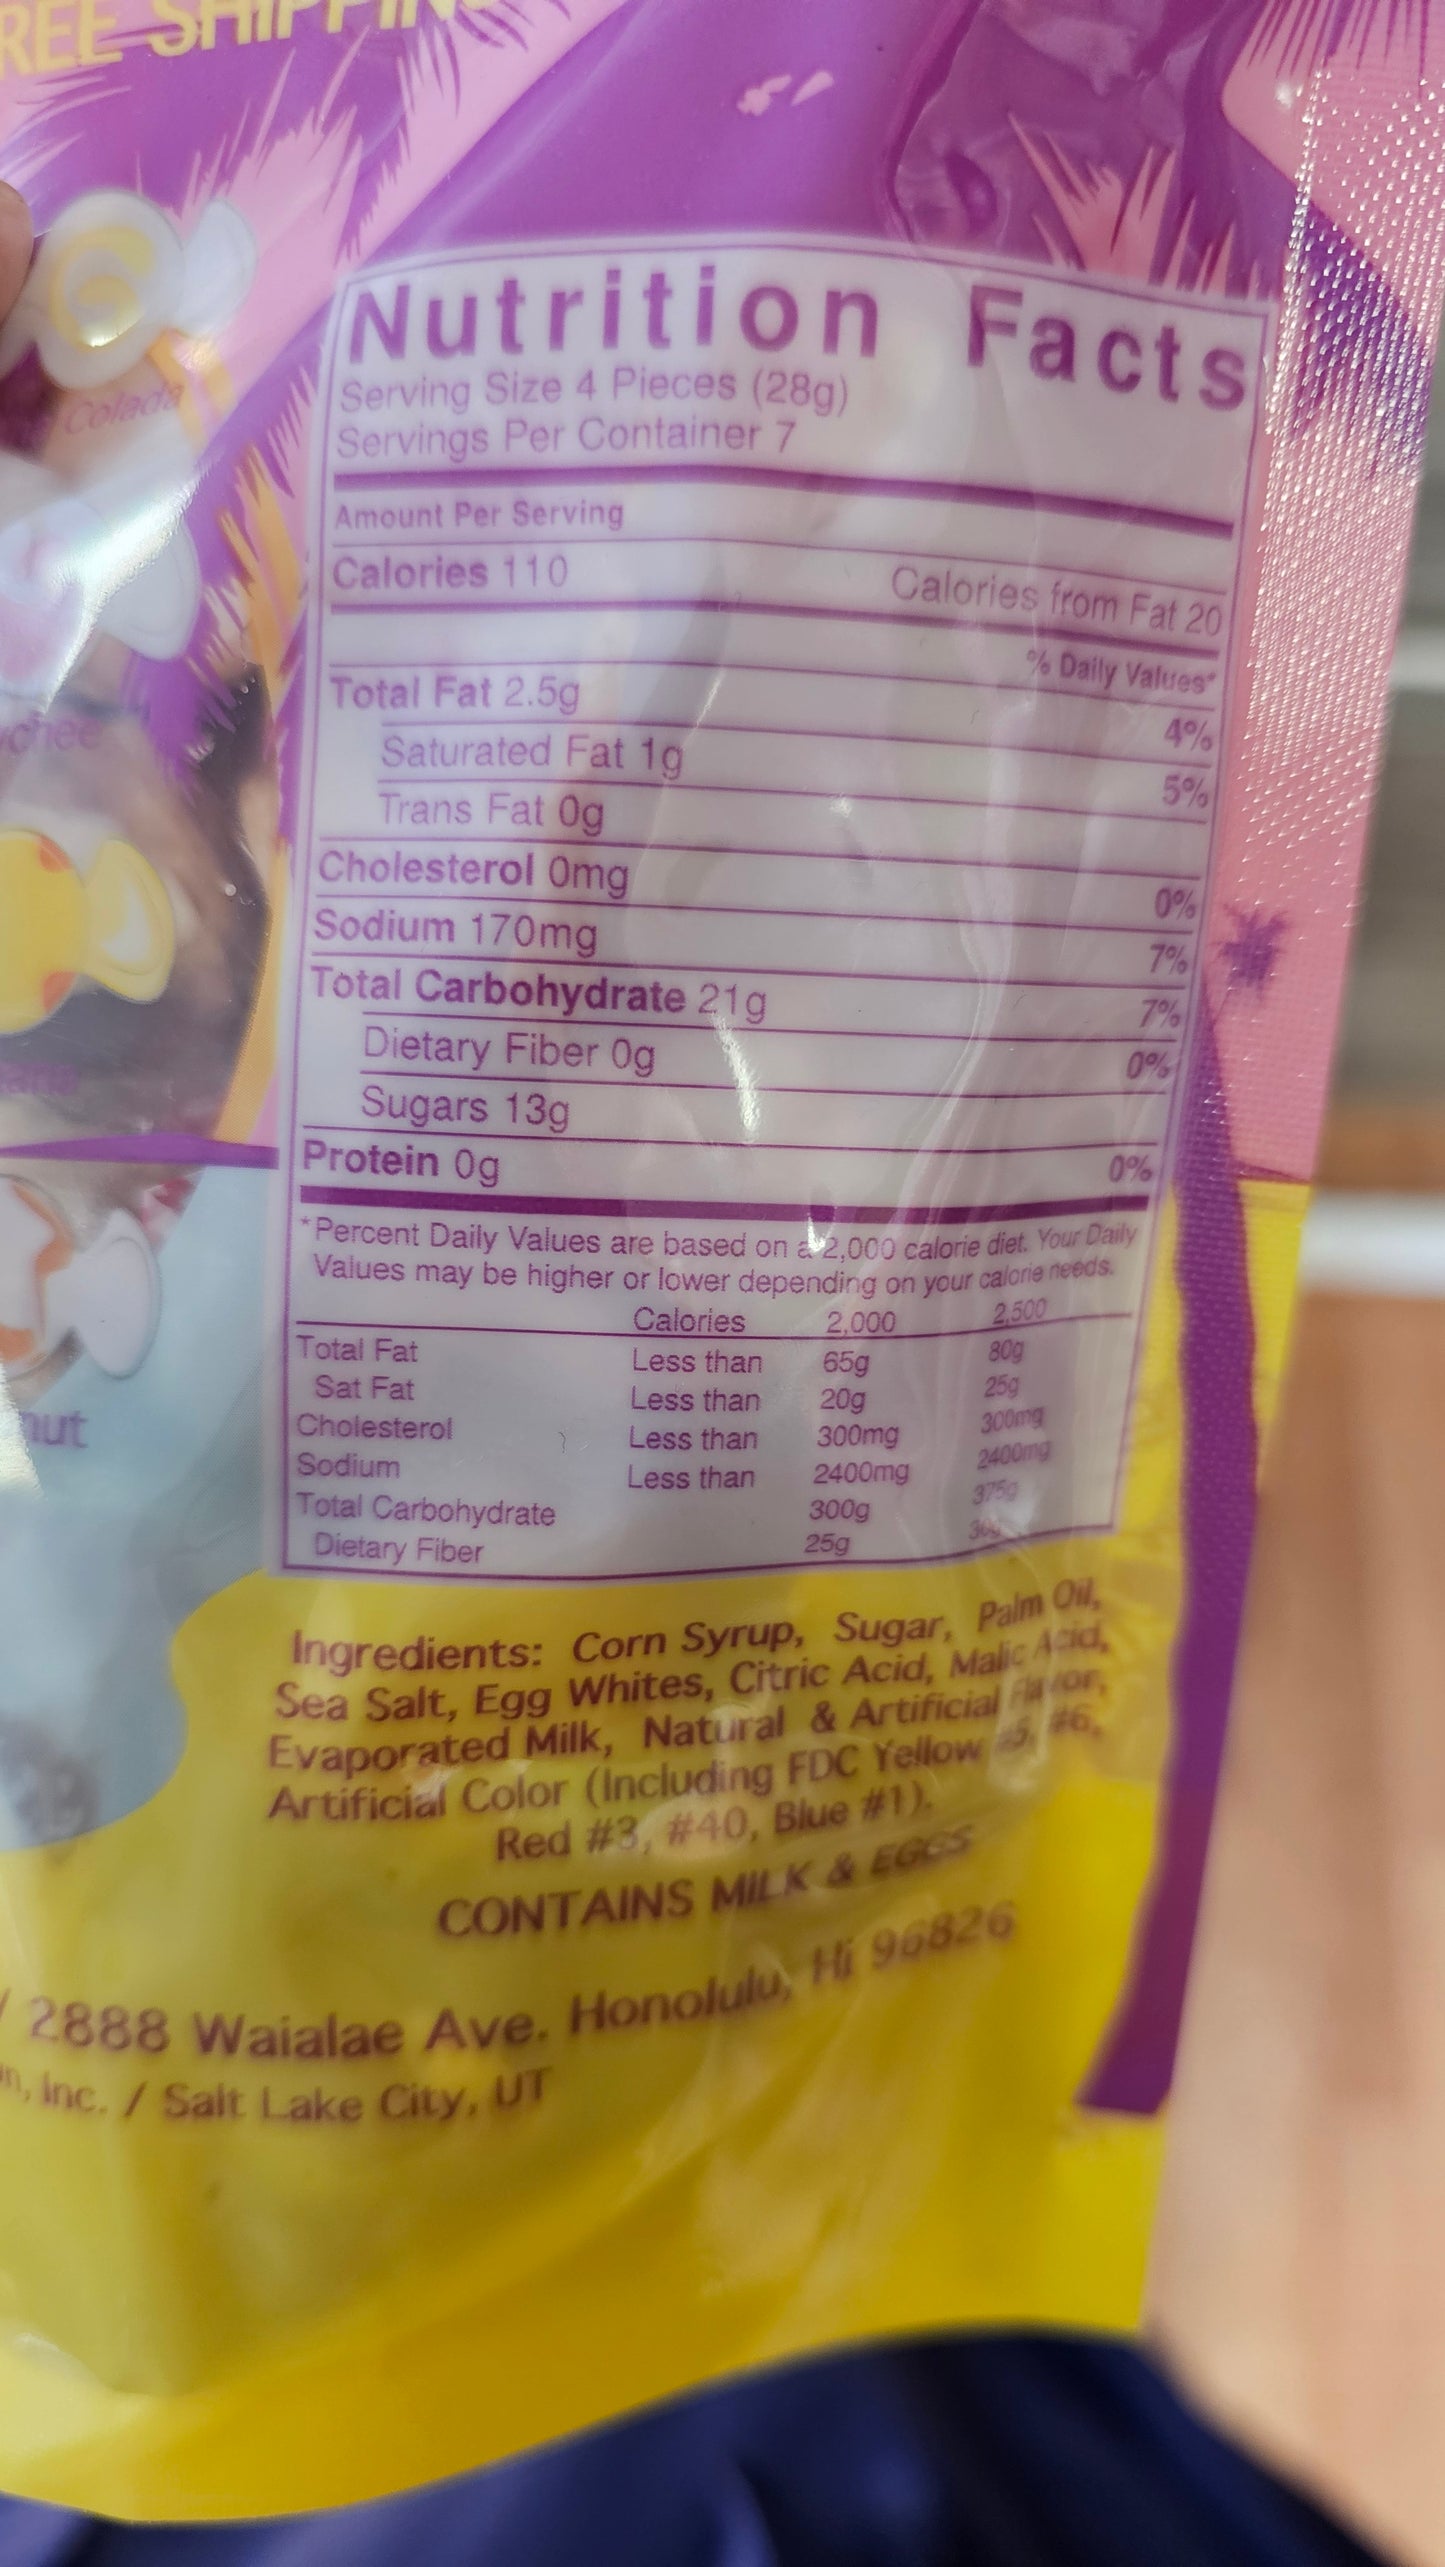 REE SHIPPIN
Colada
ychee
nut
Nutrition Facts
Serving Size 4 Pieces (28g)
Servings Per Container 7
Amount Per Serving
Calories 110 Calories from Fat 20
% Daily Values*
Total Fat 2.5g 4%
Saturated Fat 1g 5%
Trans Fat 0g
Cholesterol 0mg 0%
Sodium 170mg 7%
Total Carbohydrate 21g 7%
Dietary Fiber 0g 0%
Sugars 13g
Protein 0g 0%
*Percent Daily Values are based on a 2,000 calorie diet. Your Daily
Values may be higher or lower depending on your calorie needs.
Calories 2,000 2,500
Total Fat Less than 65g 80g
Sat Fat Less than 20g 25g
Cholesterol Less than 300mg 300mg
Sodium Less than 2400mg 2400mg
Total Carbohydrate 300g 375g
Dietary Fiber 25g 30g
Ingredients: Corn Syrup, Sugar, Palm Oil,
Sea Salt, Egg Whites, Citric Acid, Malic Acid,
Evaporated Milk, Natural & Artificial Flavor,
Artificial Color (Including FDC Yellow #5, #6,
Red #3, #40, Blue #1).
CONTAINS MILK & EGGS
/ 2888 Waialae Ave. Honolulu, Hi 96826
n, Inc. / Salt Lake City, UT